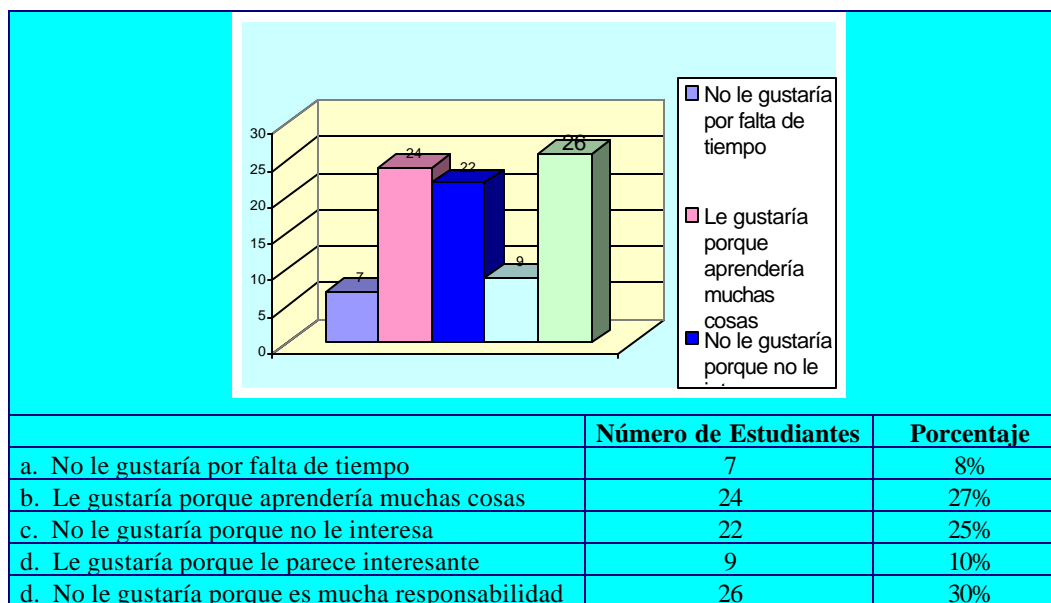 30
25
20
15
10
5
0
7
24
22
9
26
No le gustaría
por falta de
tiempo
Le gustaría
porque
aprendería
muchas
cosas
No le gustaría
porque no le
Número de Estudiantes Porcentaje
a. No le gustaría por falta de tiempo 7 8%
b. Le gustaría porque aprendería muchas cosas 24 27%
c. No le gustaría porque no le interesa 22 25%
d. Le gustaría porque le parece interesante 9 10%
d. No le gustaría porque es mucha responsabilidad 26 30%